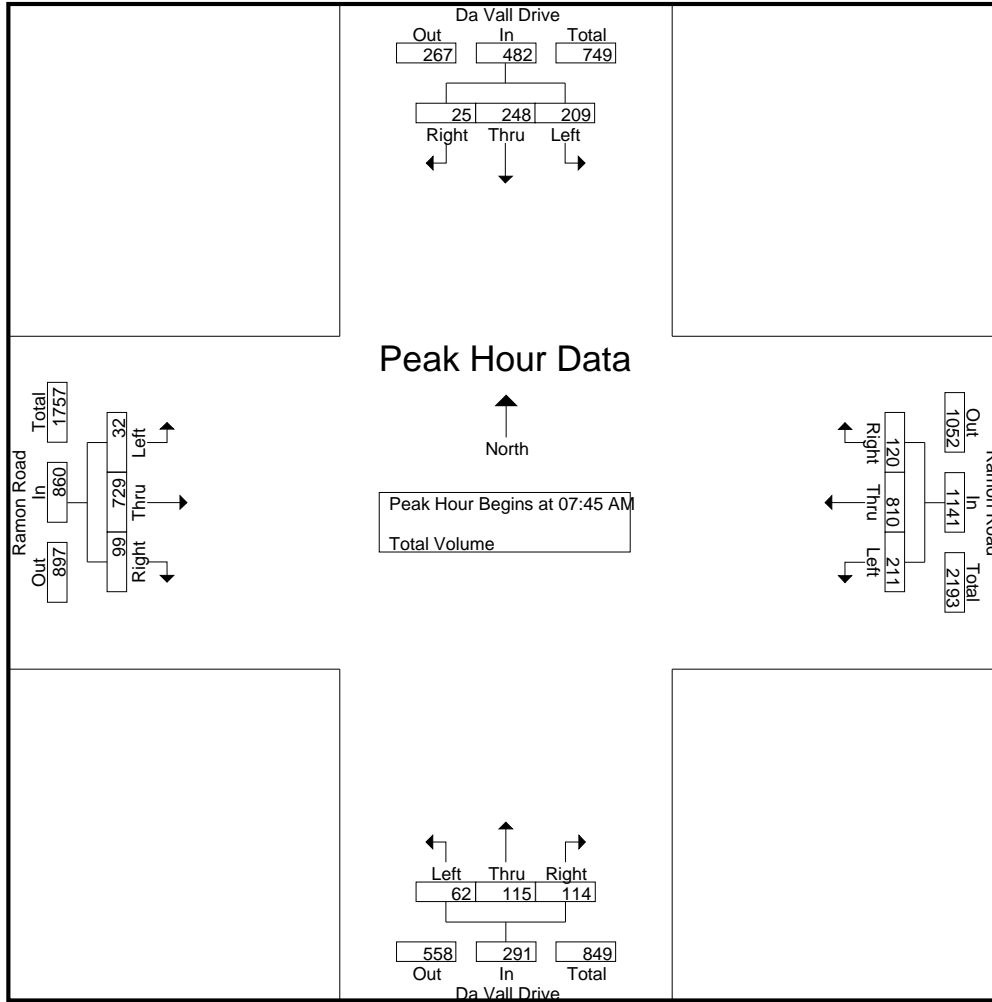 Da Vall Drive
Out In Total
267 482 749
25 248 209
Right Thru Left
Peak Hour Data
North
Peak Hour Begins at 07:45 AM
Total Volume
Ramon Road
Total In Out
1757 860 897
32 729 99
Left Thru Right
Ramon Road
Out In Total
1052 1141 2193
Right Thru Left
120 810 211
Left Thru Right
62 115 114
558 291 849
Out In Total
Da Vall Drive